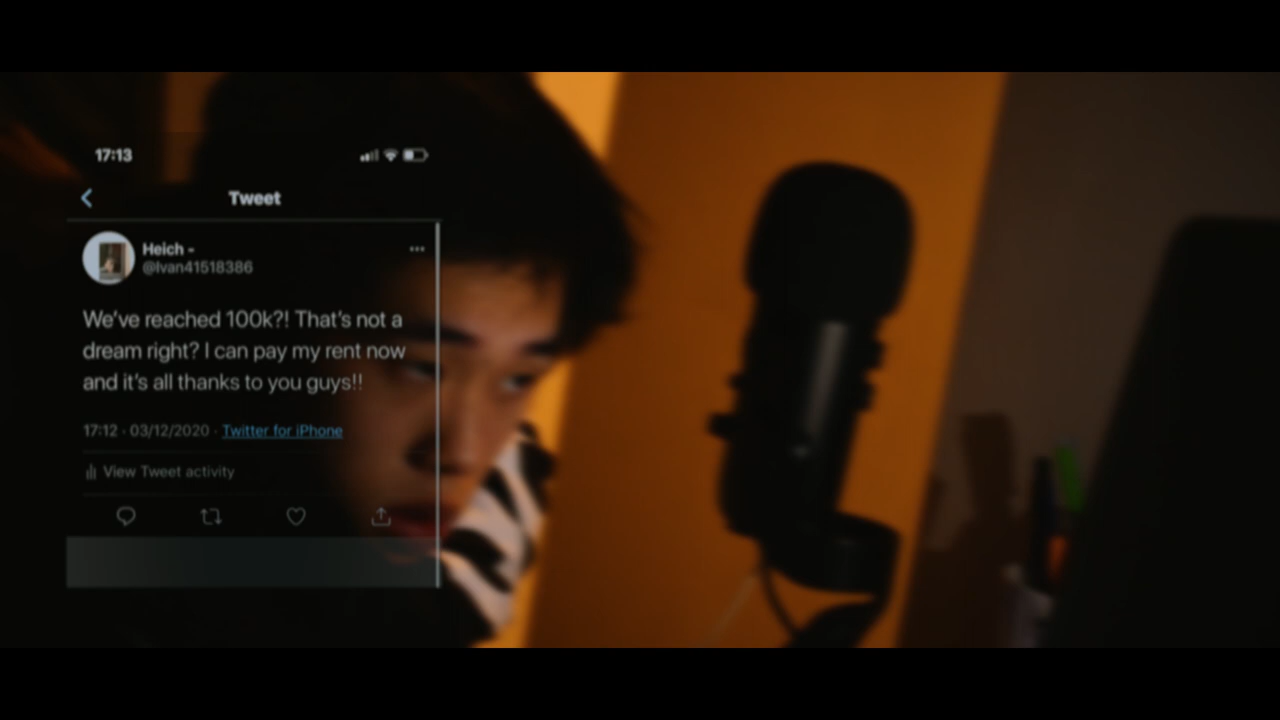 17:13
Tweet
Heich -
@Ivan41518386
We've reached 100k?! That's not a
dream right? I can pay my rent now
and it's all thanks to you guys!!
17:12 · 03/12/2020 · Twitter for iPhone
View Tweet activity